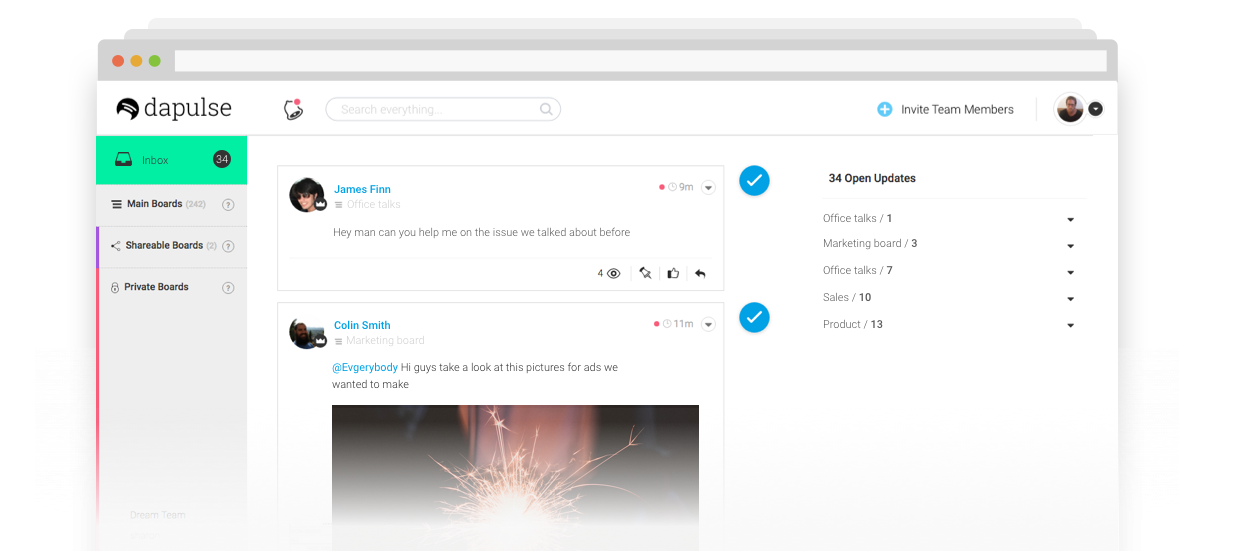 dapulse
Search everything...
Invite Team Members
Inbox
34
Main Boards (242)
?
Shareable Boards (2)
?
Private Boards
?
Dream Team
James Finn
9m
Office talks
Hey man can you help me on the issue we talked about before
4
Colin Smith
11m
Marketing board
@Evgerybody Hi guys take a look at this pictures for ads we
wanted to make
34 Open Updates
Office talks / 1
Marketing board / 3
Office talks / 7
Sales / 10
Product / 13